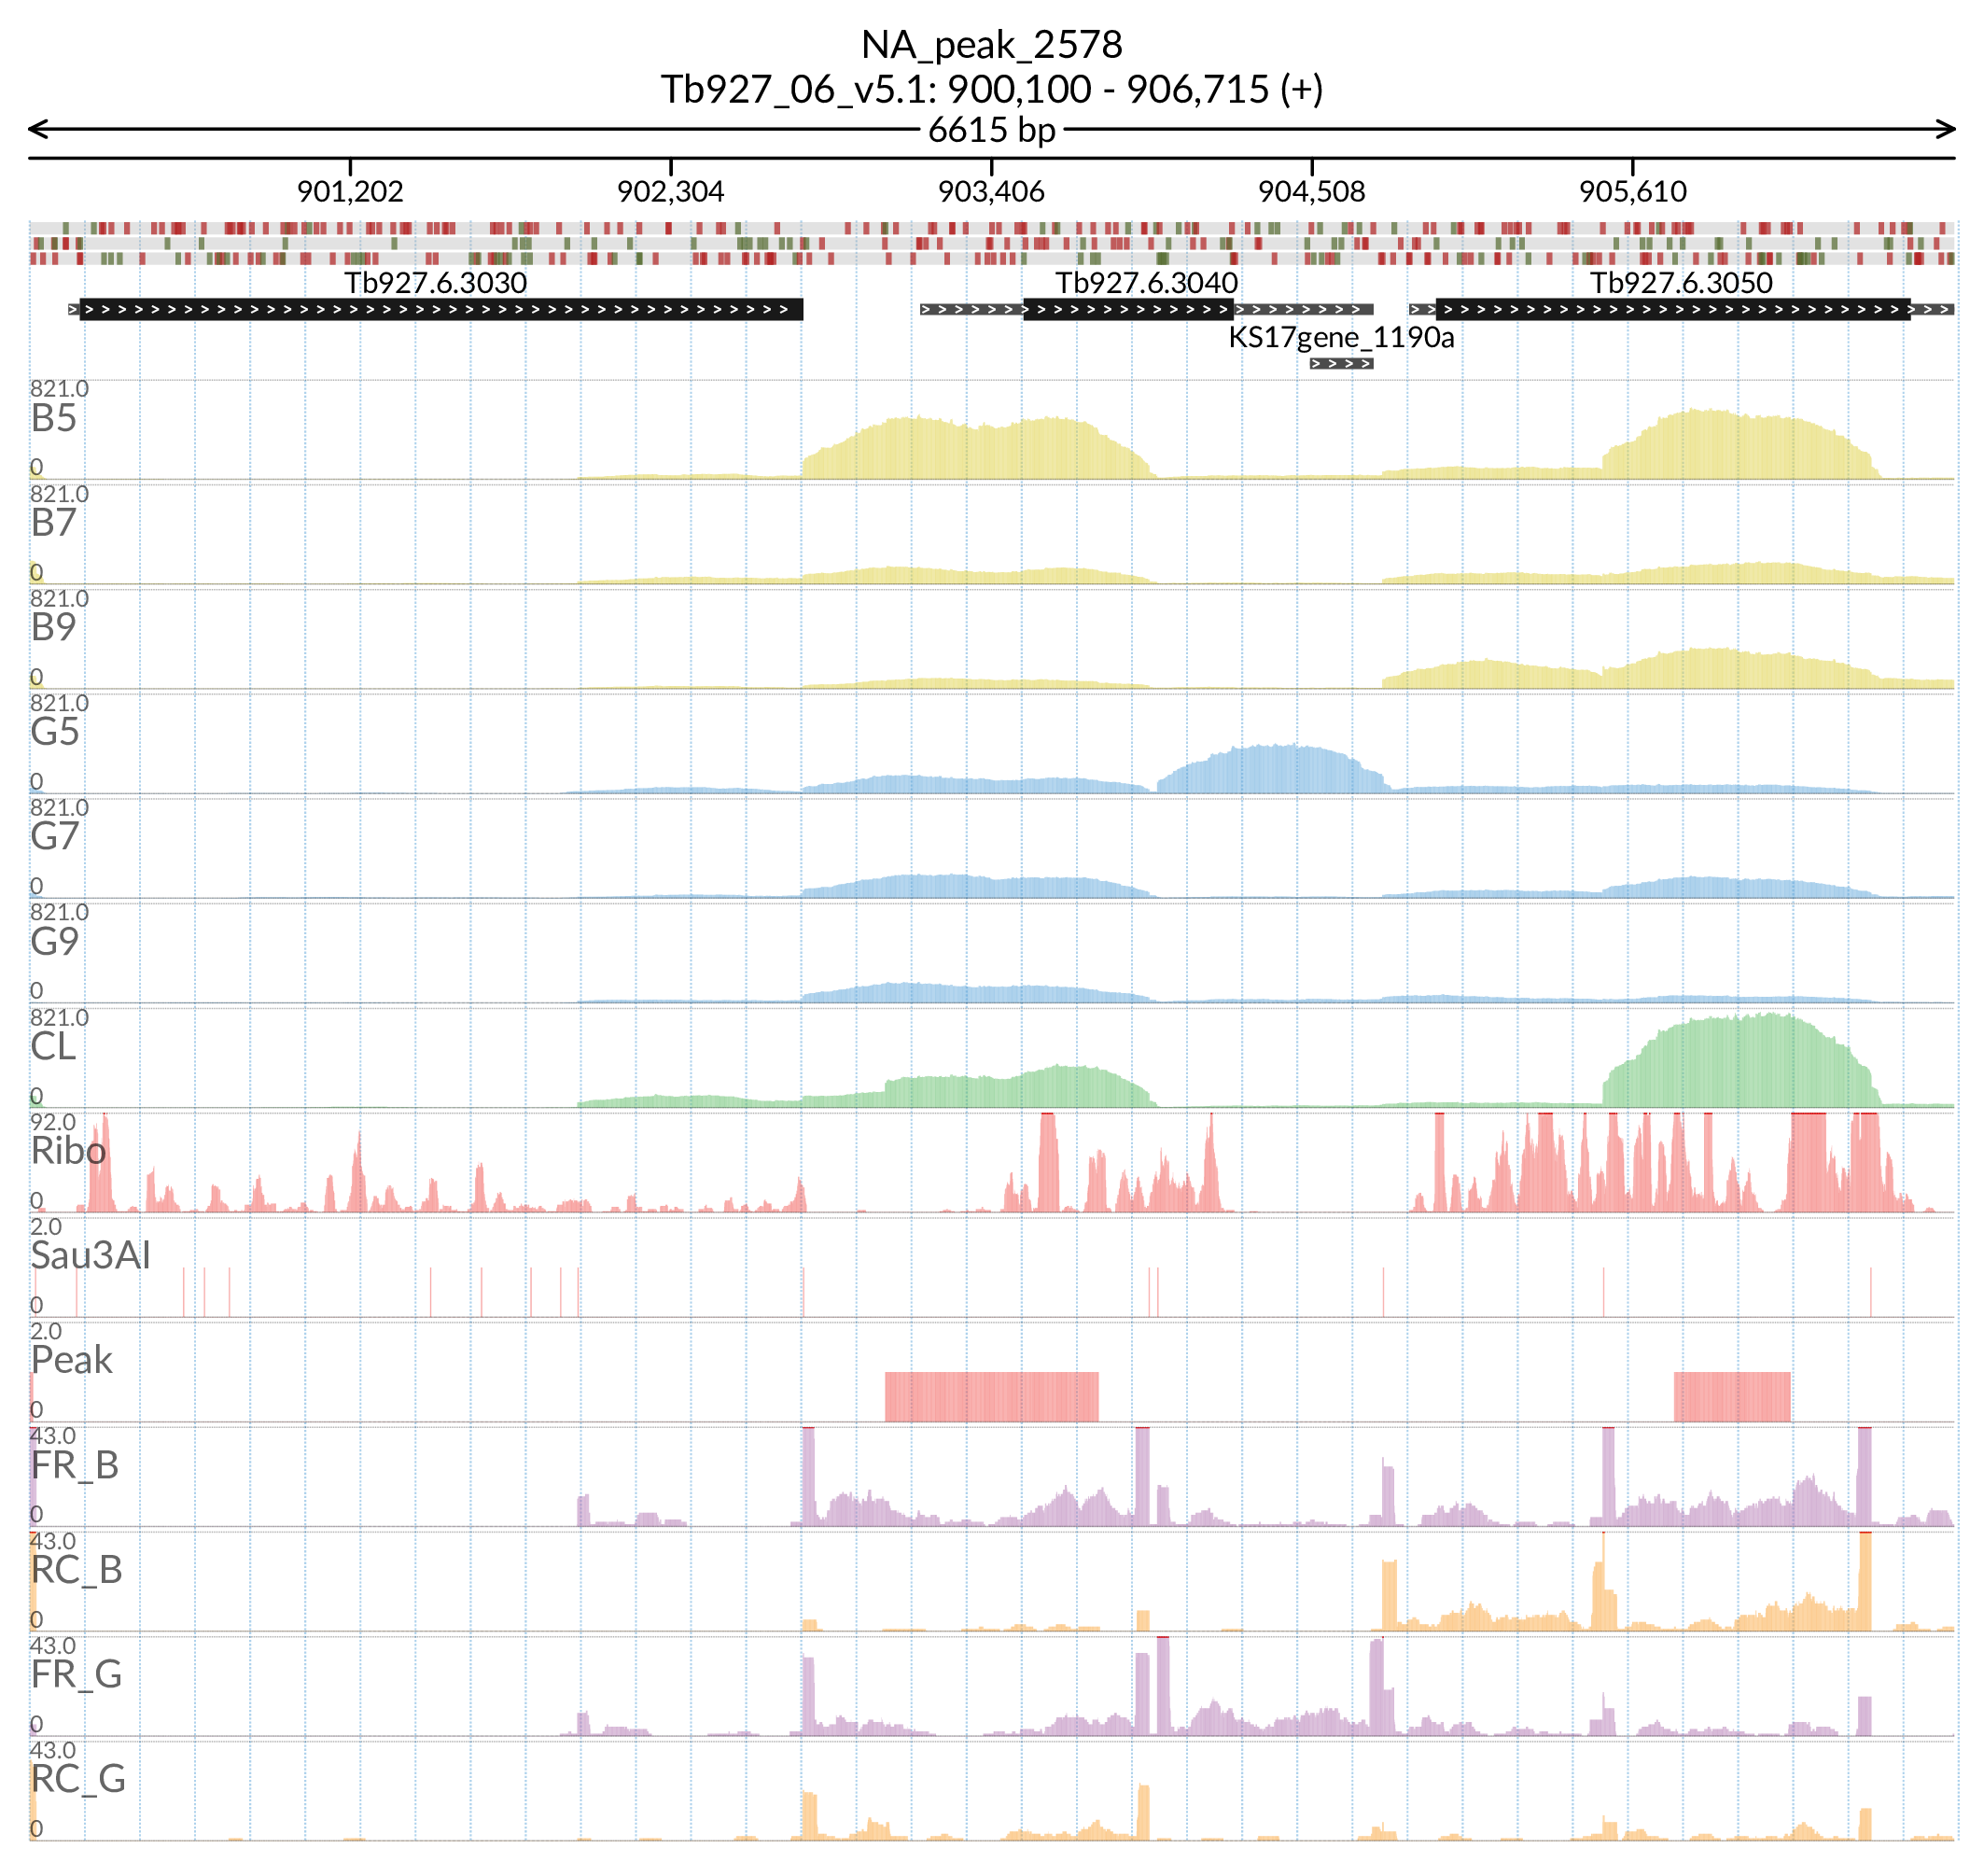 NA_peak_2578
Tb927_06_v5.1: 900,100 - 906,715 (+)
6615 bp
901,202 902,304 903,406 904,508 905,610
Tb927.6.3030 Tb927.6.3040 Tb927.6.3050
KS17gene_1190a
821.0
B5
0
821.0
B7
0
821.0
B9
0
821.0
G5
0
821.0
G7
0
821.0
G9
0
821.0
CL
0
92.0
Ribo
0
2.0
Sau3AI
0
2.0
Peak
0
43.0
FR_B
0
43.0
RC_B
0
43.0
FR_G
0
43.0
RC_G
0